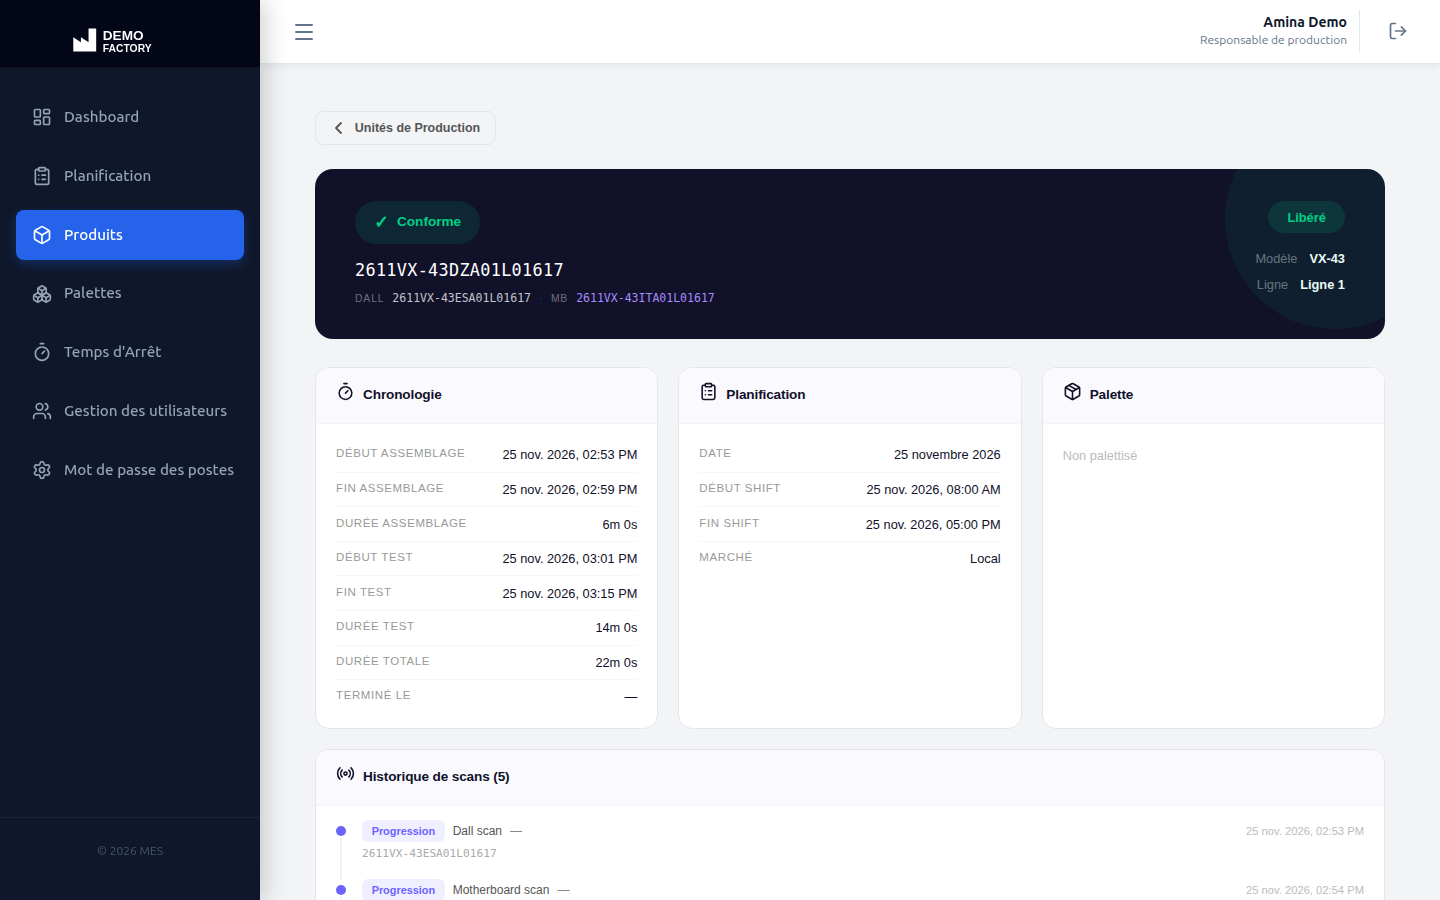 DEMO
FACTORY
Amina Demo
Responsable de production
Dashboard
Planification
Produits
Palettes
Temps d'Arrêt
Gestion des utilisateurs
Mot de passe des postes
© 2026 MES
Unités de Production
✓ Conforme
Libéré
2611VX-43DZA01L01617
DALL 2611VX-43ESA01L01617 · MB 2611VX-43ITA01L01617
Modèle VX-43
Ligne Ligne 1
Chronologie
DÉBUT ASSEMBLAGE 25 nov. 2026, 02:53 PM
FIN ASSEMBLAGE 25 nov. 2026, 02:59 PM
DURÉE ASSEMBLAGE 6m 0s
DÉBUT TEST 25 nov. 2026, 03:01 PM
FIN TEST 25 nov. 2026, 03:15 PM
DURÉE TEST 14m 0s
DURÉE TOTALE 22m 0s
TERMINÉ LE —
Planification
DATE 25 novembre 2026
DÉBUT SHIFT 25 nov. 2026, 08:00 AM
FIN SHIFT 25 nov. 2026, 05:00 PM
MARCHÉ Local
Palette
Non palettisé
Historique de scans (5)
Progression Dall scan — 25 nov. 2026, 02:53 PM
2611VX-43ESA01L01617
Progression Motherboard scan — 25 nov. 2026, 02:54 PM